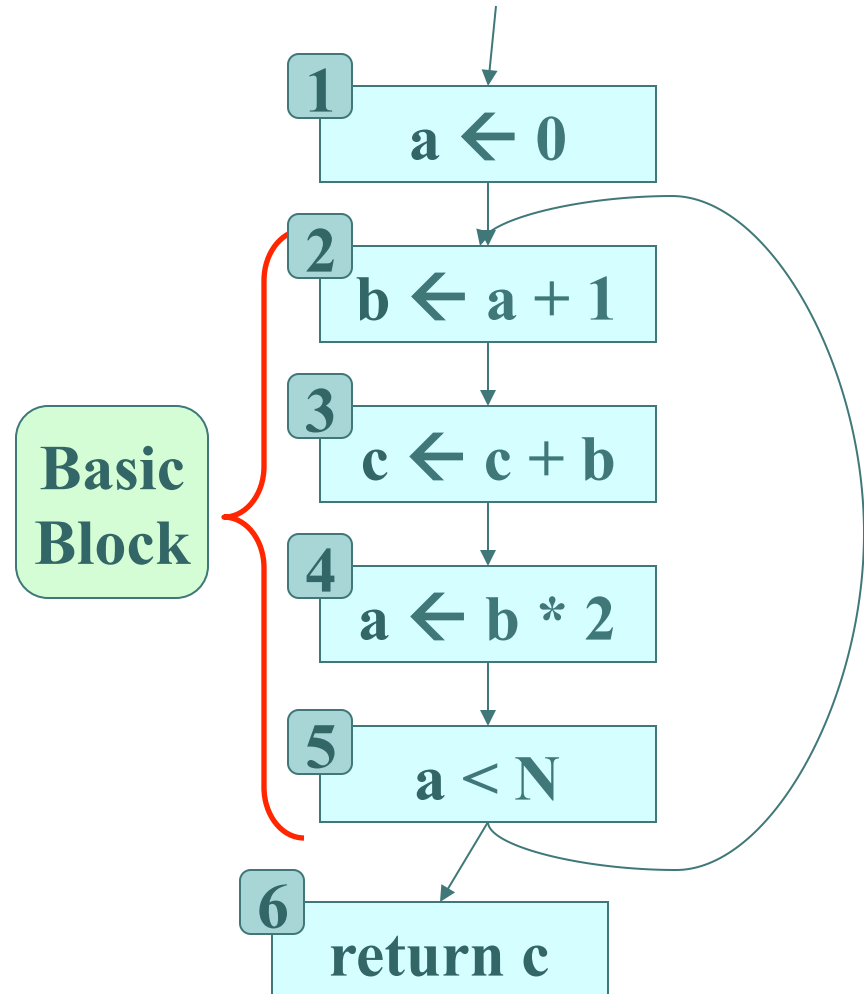 1
a ← 0
2
b ← a + 1
3
c ← c + b
Basic
Block
4
a ← b * 2
5
a < N
6
return c